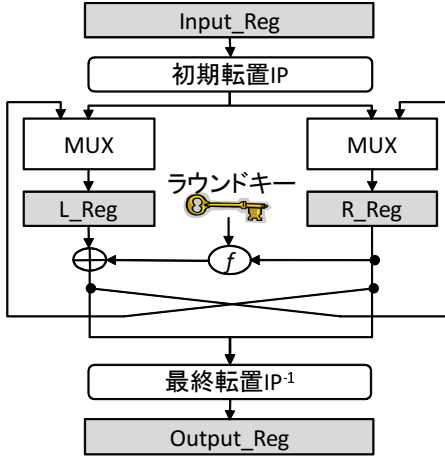 Input_Reg
初期転置IP
MUX
MUX
ラウンドキー
L_Reg
R_Reg
f
最終転置IP-1
Output_Reg